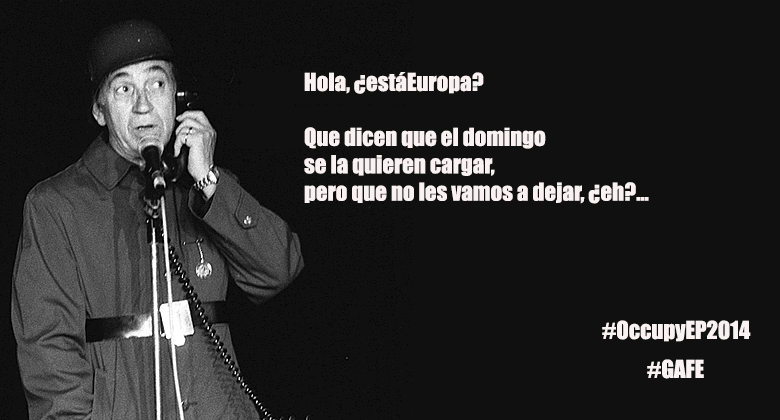 Hola, ¿estáEuropa?
Que dicen que el domingo
se la quieren cargar,
pero que no les vamos a dejar, ¿eh?...
#OccupyEP2014
#GAFE